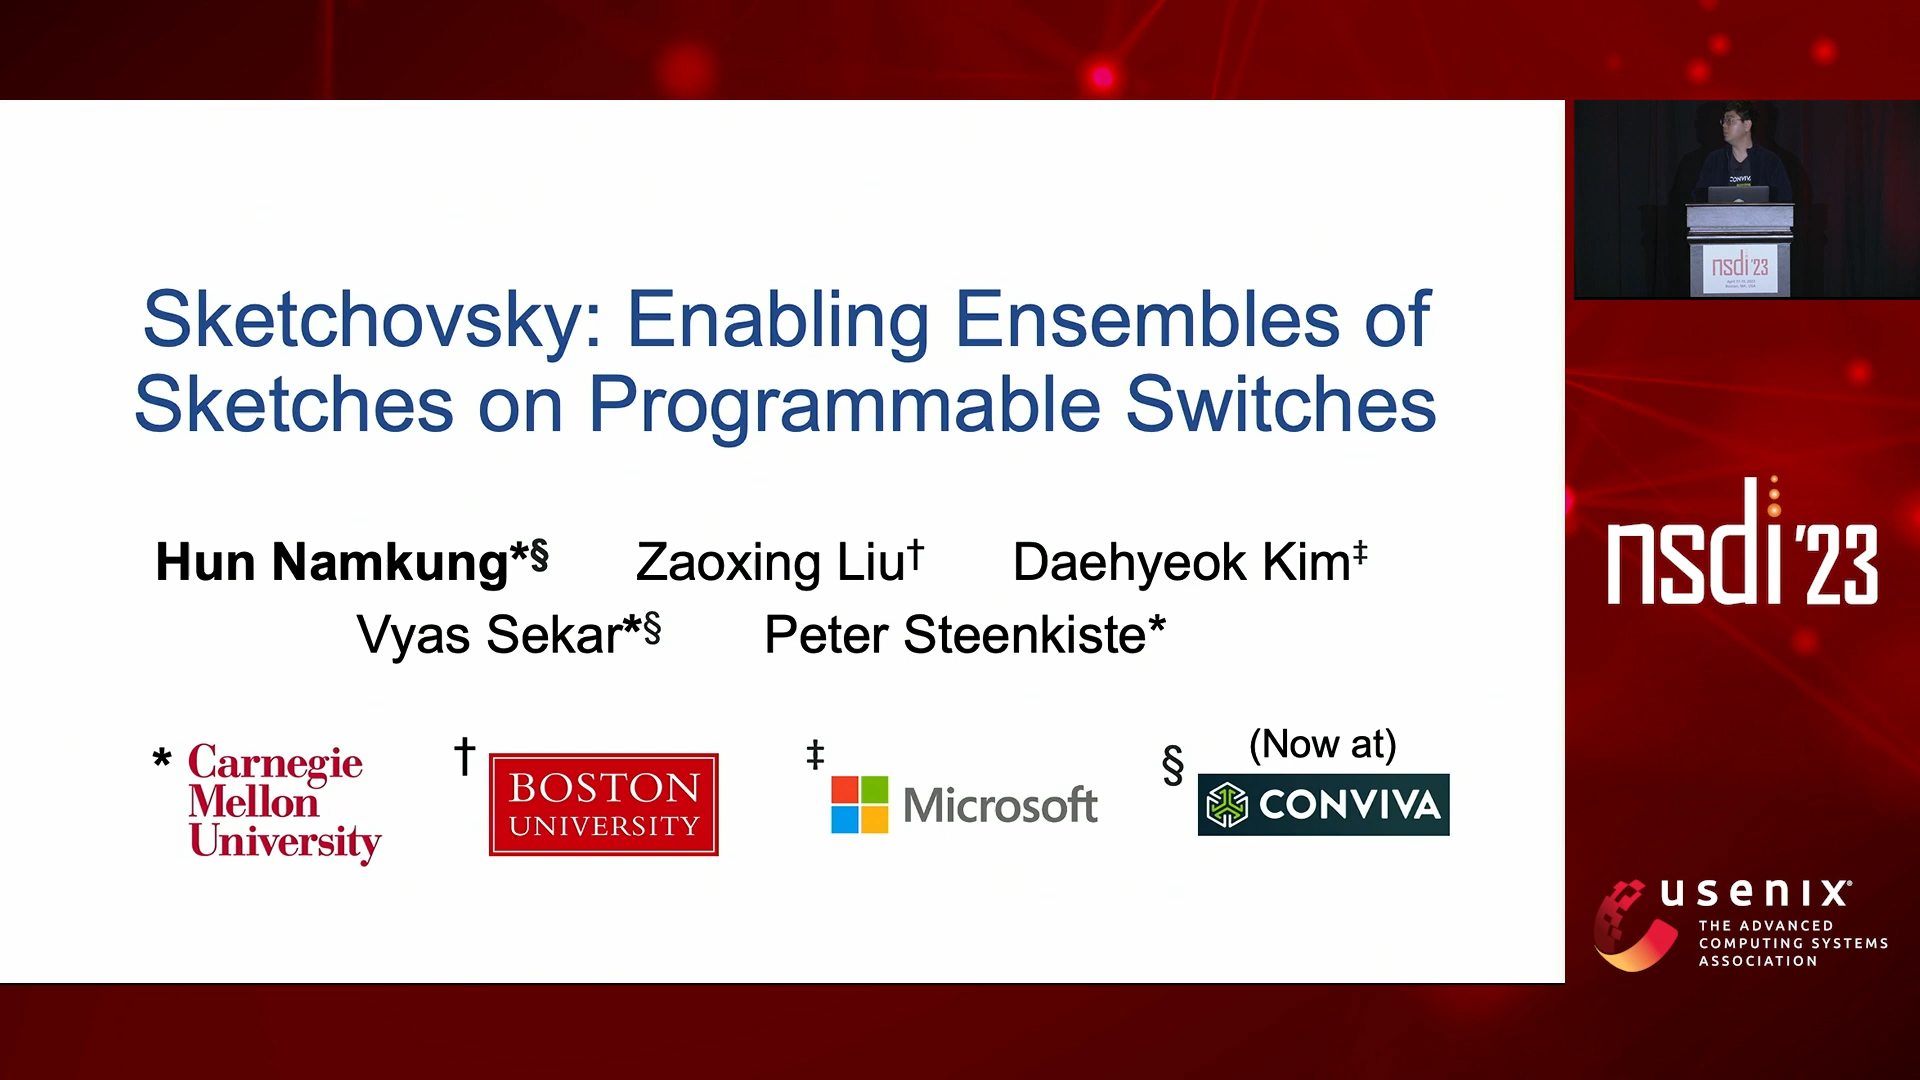 Sketchovsky: Enabling Ensembles of
Sketches on Programmable Switches
Hun Namkung*§ Zaoxing Liu† Daehyeok Kim‡
Vyas Sekar*§ Peter Steenkiste*
* Carnegie
Mellon
University
† BOSTON
UNIVERSITY
‡ Microsoft
§ (Now at)
CONVIVA
nsdi '23
nsdi '23
usenix®
THE ADVANCED
COMPUTING SYSTEMS
ASSOCIATION